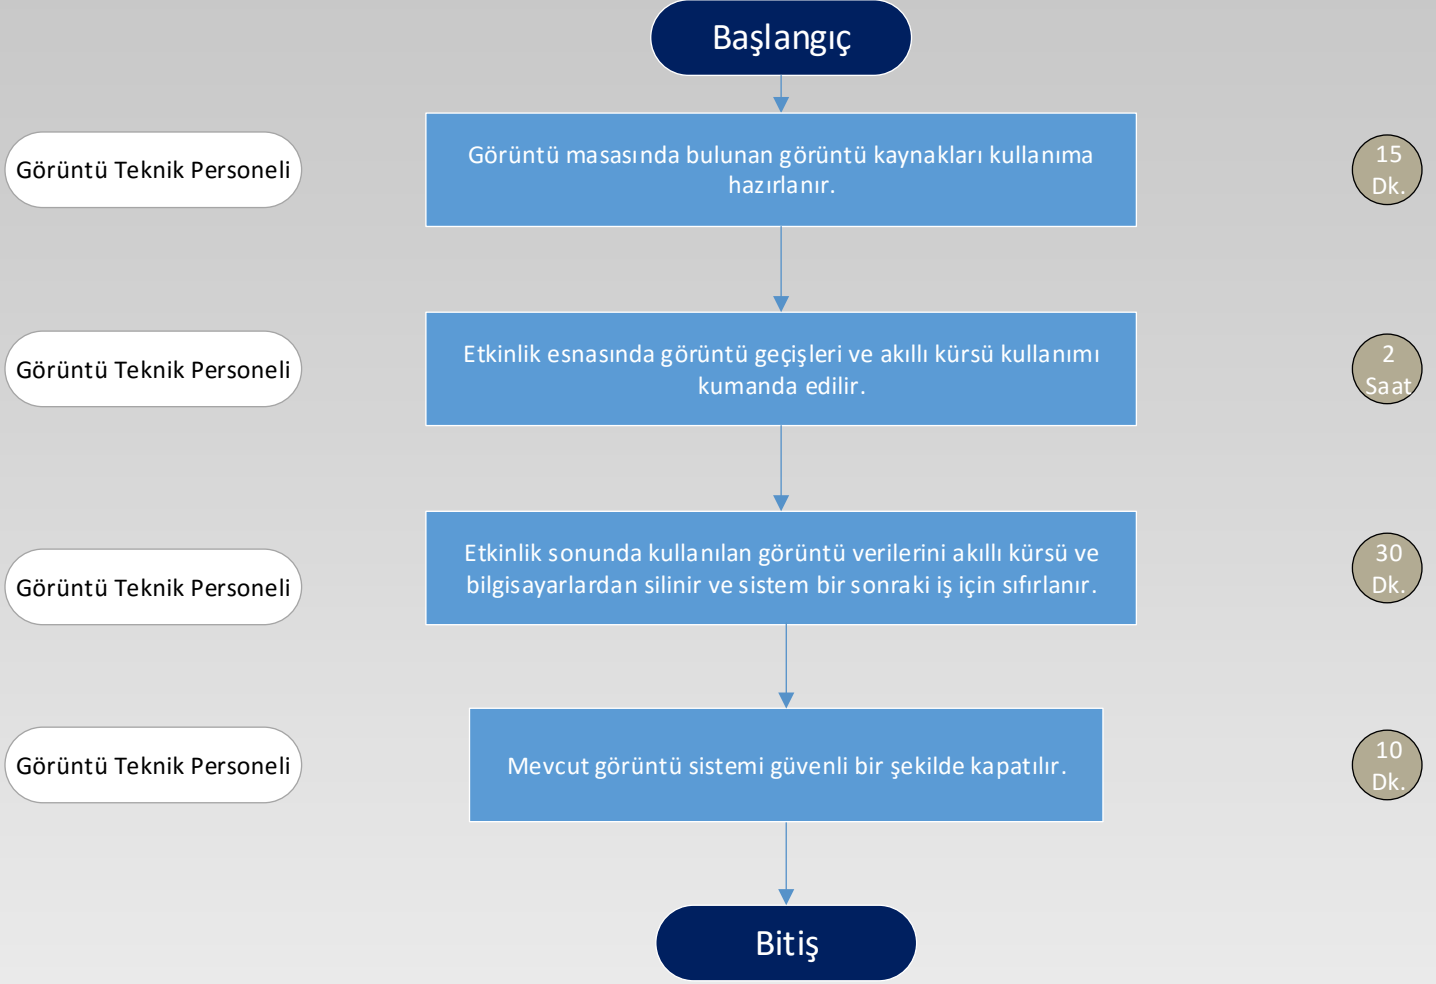 Başlangıç
Görüntü Teknik Personeli
Görüntü masasında bulunan görüntü kaynakları kullanıma
hazırlanır.
15
Dk.
Görüntü Teknik Personeli
Etkinlik esnasında görüntü geçişleri ve akıllı kürsü kullanımı
kumanda edilir.
2
Saat
Görüntü Teknik Personeli
Etkinlik sonunda kullanılan görüntü verilerini akıllı kürsü ve
bilgisayarlardan silinir ve sistem bir sonraki iş için sıfırlanır.
30
Dk.
Görüntü Teknik Personeli
Mevcut görüntü sistemi güvenli bir şekilde kapatılır.
10
Dk.
Bitiş